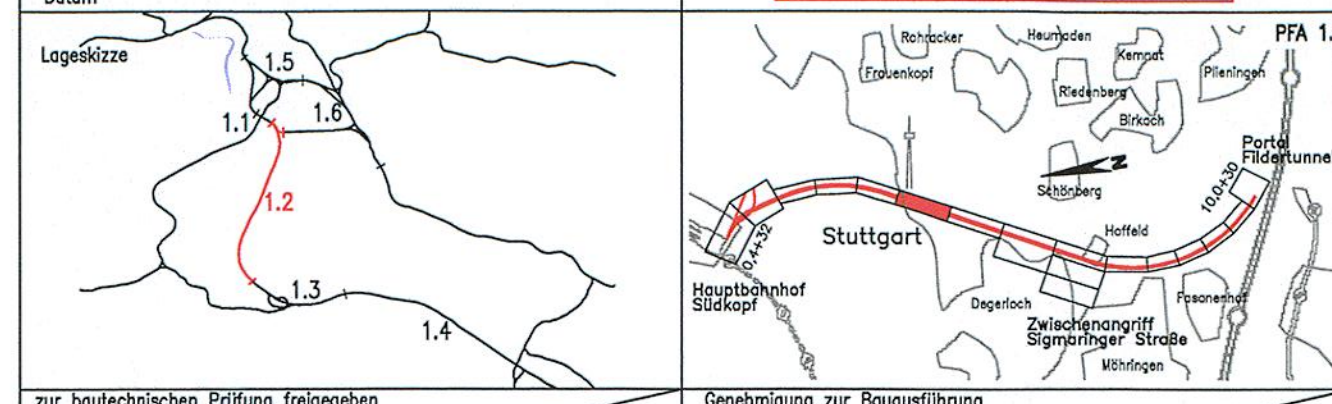 Datum
Lageskizze
1.5
1.6
1.1
1.2
1.3
1.4
Rohracker
Heumaden
PFA 1.
Frauenkopf
Kemnat
Plieningen
Riedenberg
Birkach
Portal
Fildertunnel
N
Schönberg
10,0+30
Stuttgart
Hoffeld
0,4+32
Hauptbahnhof
Südkopf
Degerloch
Fasanenhof
Zwischenangriff
Sigmaringer Straße
Möhringen
zur bautechnischen Prüfung freigegeben
Genehmigung zur Bauausführung